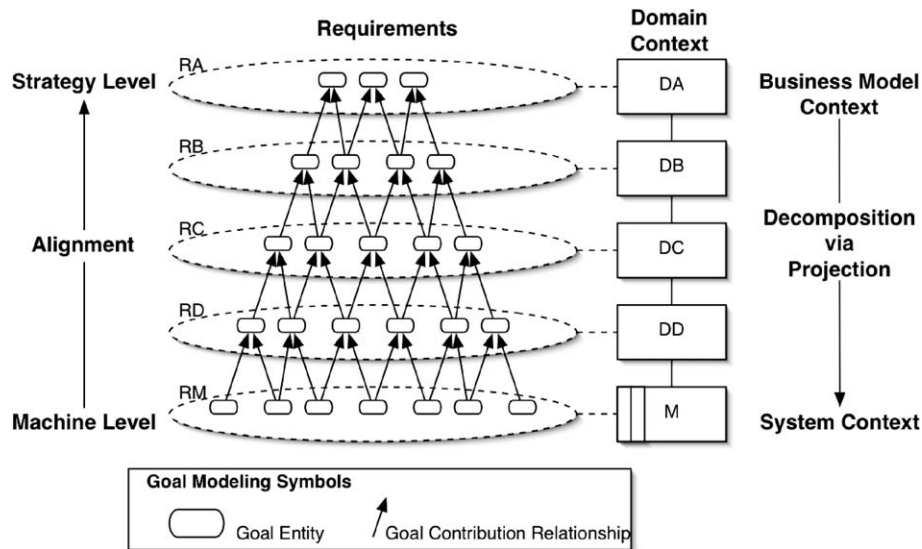 Requirements
Domain
Context
Strategy Level
RA
DA
Business Model
Context
RB
DB
Alignment
RC
DC
Decomposition
via
Projection
RD
DD
Machine Level
RM
M
System Context
Goal Modeling Symbols
Goal Entity
Goal Contribution Relationship